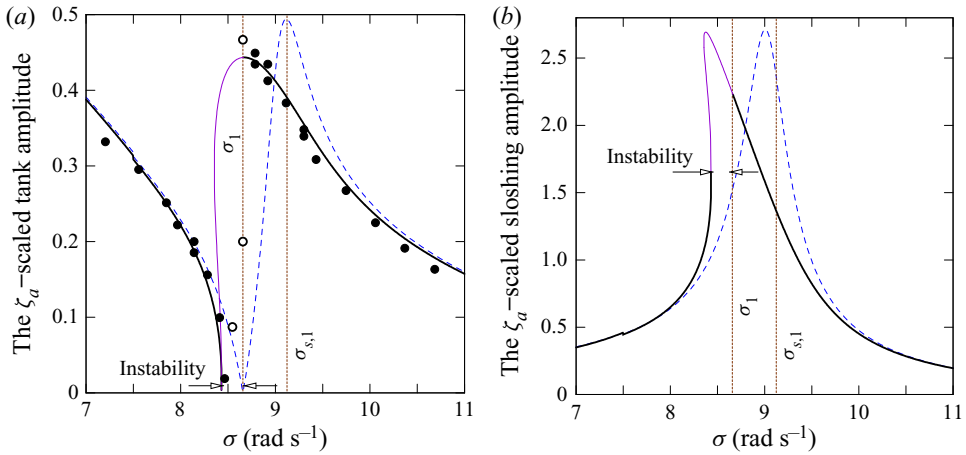 (a)
The ζa–scaled tank amplitude
0.5
0.4
0.3
0.2
0.1
0
σ1
σs,1
Instability
7
8
9
10
11
σ (rad s–1)
(b)
The ζa–scaled sloshing amplitude
2.5
2.0
1.5
1.0
0.5
0
Instability
σ1
σs,1
7
8
9
10
11
σ (rad s–1)